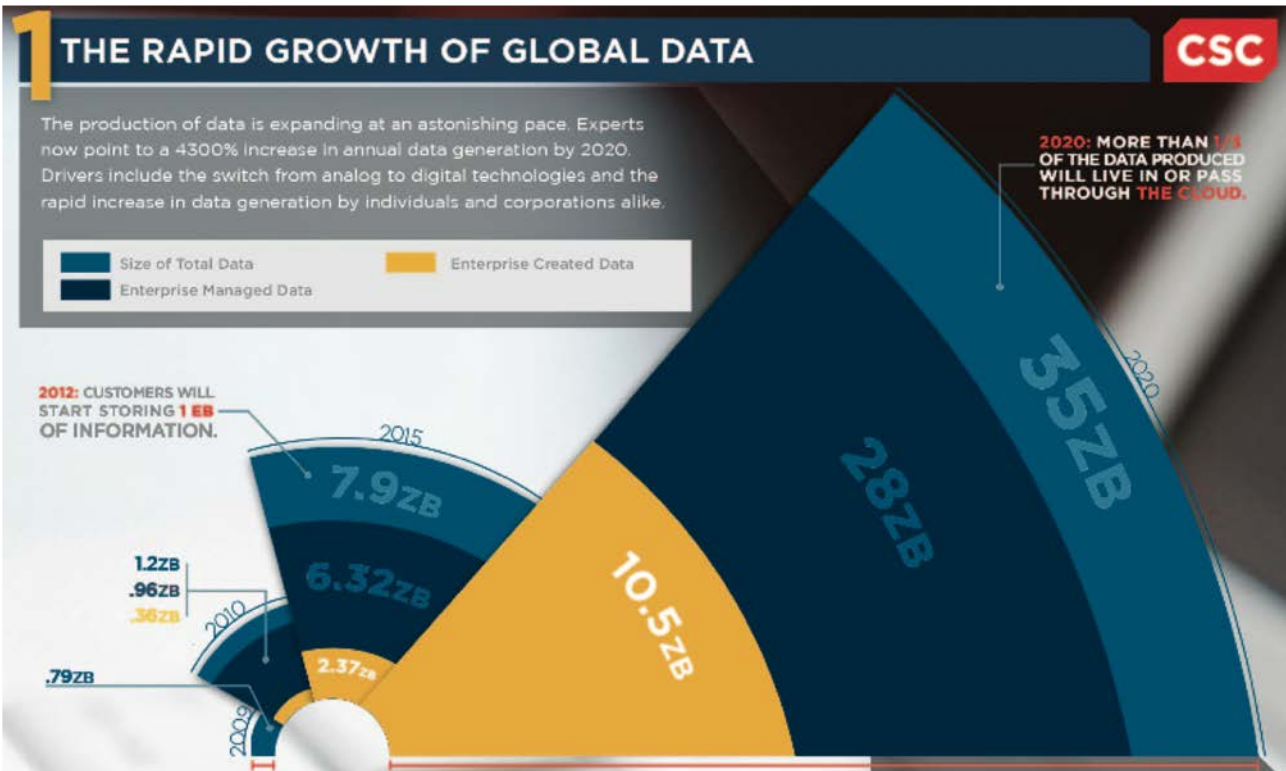 1 THE RAPID GROWTH OF GLOBAL DATA
CSC
The production of data is expanding at an astonishing pace. Experts
now point to a 4300% increase in annual data generation by 2020.
Drivers include the switch from analog to digital technologies and the
rapid increase in data generation by individuals and corporations alike.
Size of Total Data
Enterprise Created Data
Enterprise Managed Data
2020: MORE THAN 1/3
OF THE DATA PRODUCED
WILL LIVE IN OR PASS
THROUGH THE CLOUD.
2020
35ZB
28ZB
10.5ZB
2012: CUSTOMERS WILL
START STORING 1 EB
OF INFORMATION.
2015
7.9ZB
6.32ZB
2.37ZB
1.2ZB
.96ZB
.36ZB
2010
.79ZB
2009